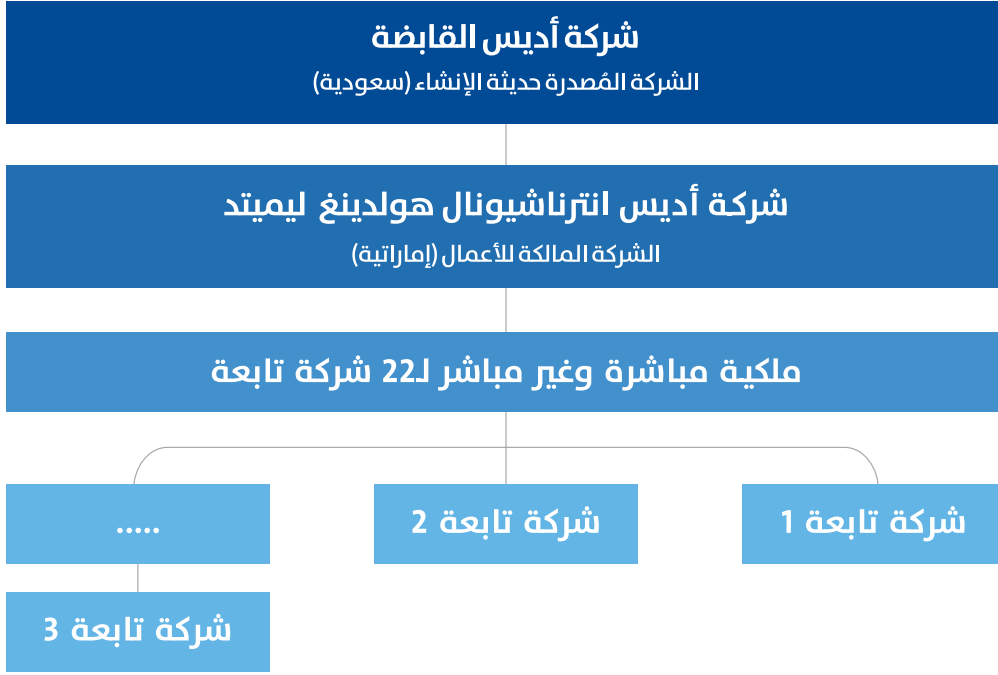 شركة أديس القابضة
الشركة المُصدرة حديثة الإنشاء (سعودية)
شركة أديس انترناشيونال هولدينغ ليميتد
الشركة المالكة للأعمال (إماراتية)
ملكية مباشرة وغير مباشر لـ22 شركة تابعة
شركة تابعة 1
شركة تابعة 2
.....
شركة تابعة 3